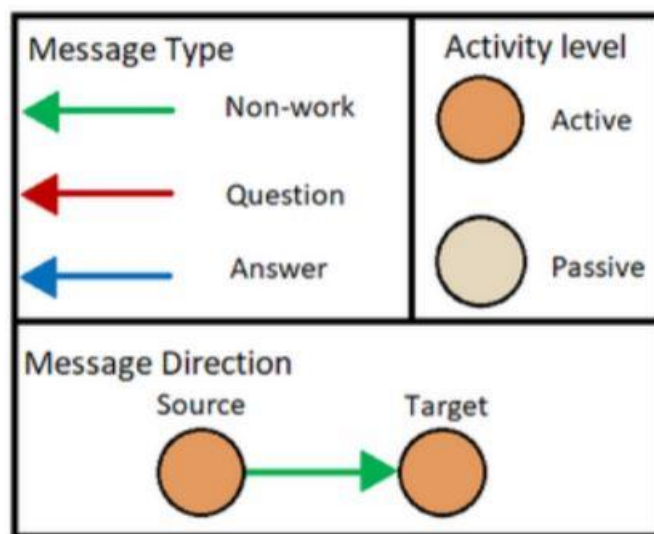 Message Type
Non-work
Question
Answer
Activity level
Active
Passive
Message Direction
Source Target